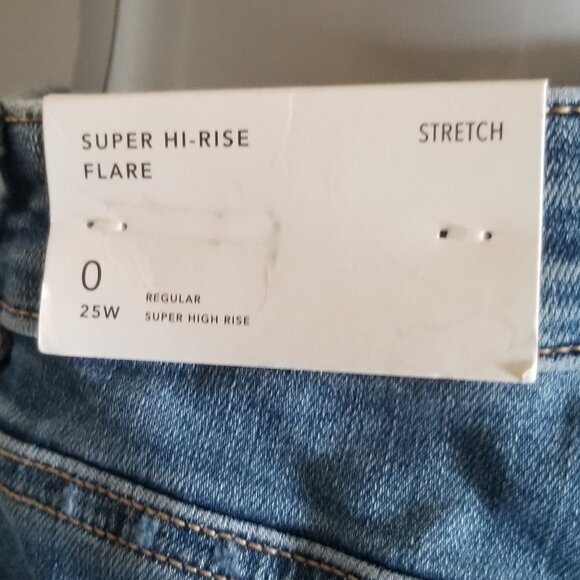 SUPER HI-RISE
FLARE
STRETCH
0
25W
REGULAR
SUPER HIGH RISE